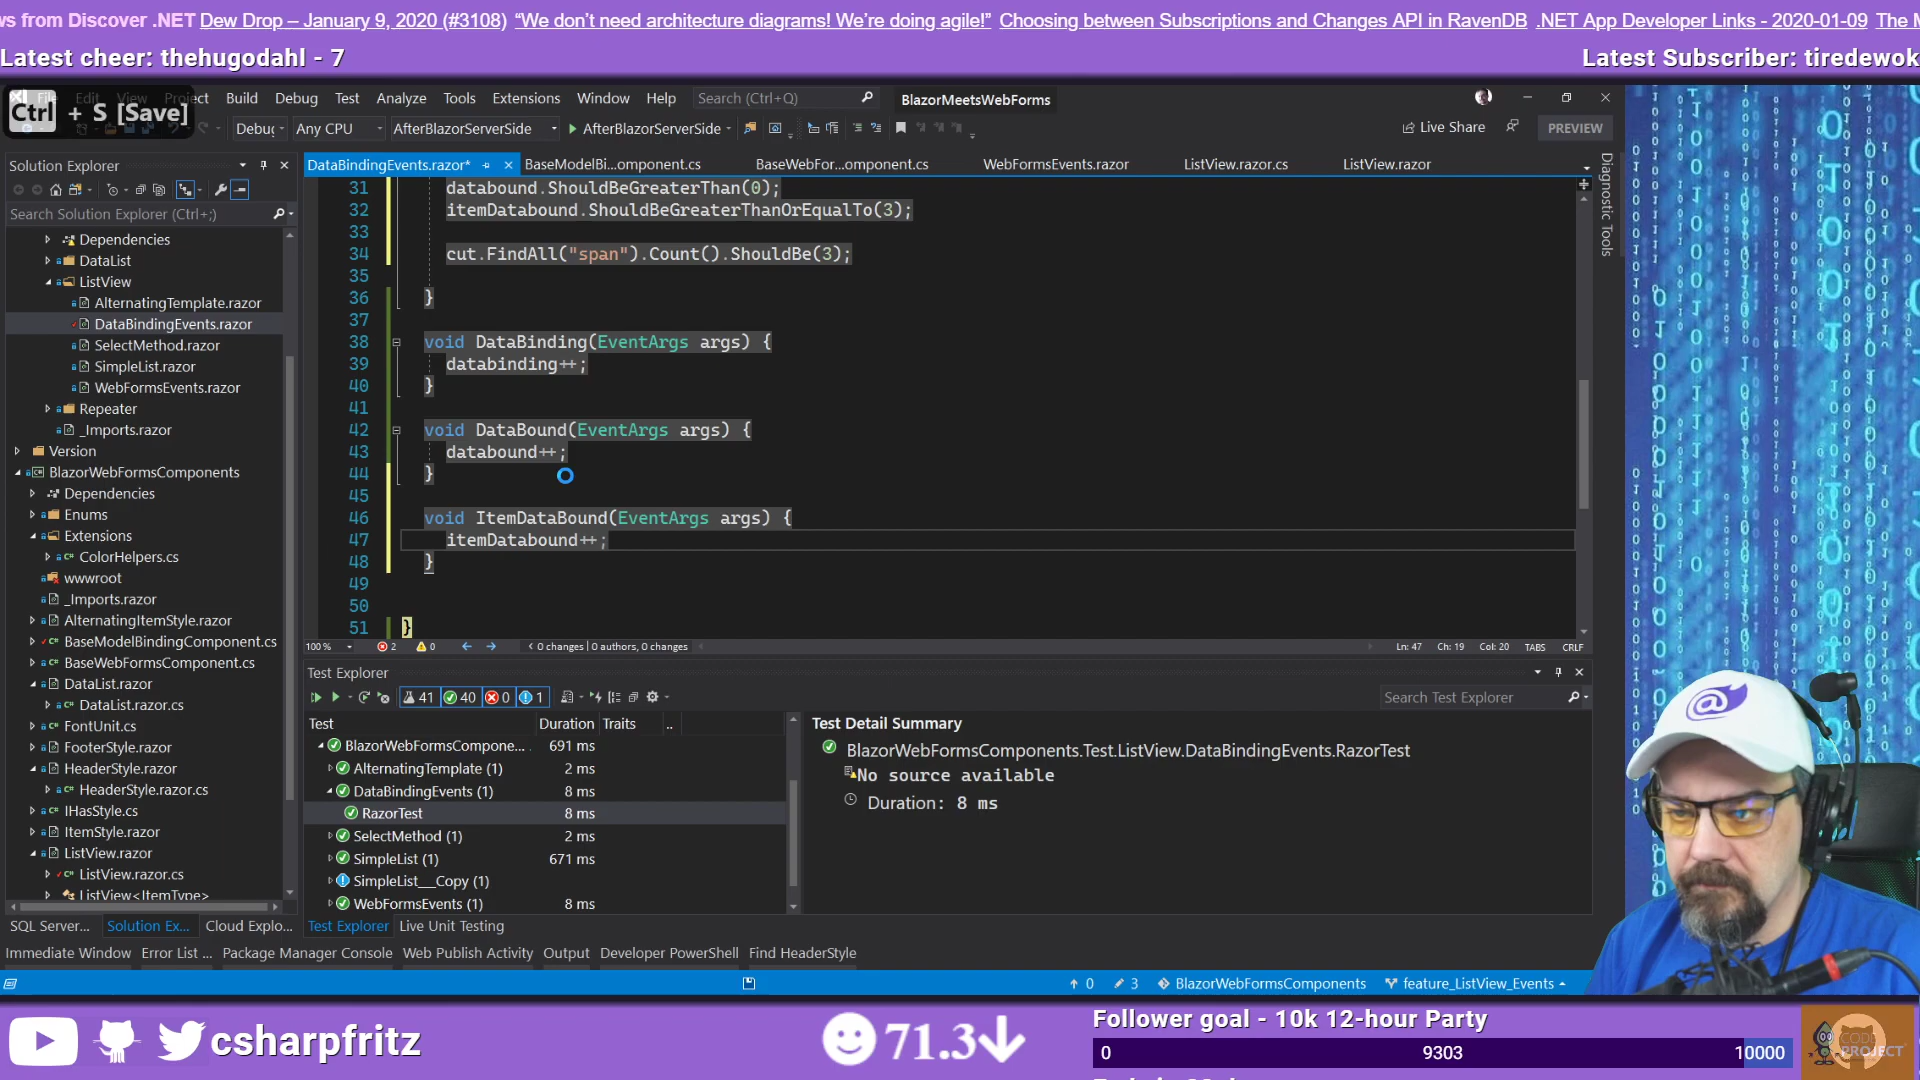 ws from Discover .NET Dew Drop – January 9, 2020 (#3108) “We don’t need architecture diagrams! We’re doing agile!” Choosing between Subscriptions and Changes API in RavenDB .NET App Developer Links - 2020-01-09 The M
Latest cheer: thehugodahl - 7
Latest Subscriber: tiredewok
Ctrl + S [Save]
File Edit View Project Build Debug Test Analyze Tools Extensions Window Help Search (Ctrl+Q) BlazorMeetsWebForms
Debug Any CPU AfterBlazorServerSide AfterBlazorServerSide Live Share PREVIEW
Solution Explorer
Search Solution Explorer (Ctrl+;)
Dependencies
DataList
ListView
AlternatingTemplate.razor
DataBindingEvents.razor
SelectMethod.razor
SimpleList.razor
WebFormsEvents.razor
Repeater
_Imports.razor
Version
BlazorWebFormsComponents
Dependencies
Enums
Extensions
ColorHelpers.cs
wwwroot
_Imports.razor
AlternatingItemStyle.razor
BaseModelBindingComponent.cs
BaseWebFormsComponent.cs
DataList.razor
DataList.razor.cs
FontUnit.cs
FooterStyle.razor
HeaderStyle.razor
HeaderStyle.razor.cs
IHasStyle.cs
ItemStyle.razor
ListView.razor
ListView.razor.cs
ListView<ItemType>
SQL Server... Solution Ex... Cloud Explo...
DataBindingEvents.razor* BaseModelBi...omponent.cs BaseWebFor...omponent.cs WebFormsEvents.razor ListView.razor.cs ListView.razor
31 databound.ShouldBeGreaterThan(0);
32 itemDatabound.ShouldBeGreaterThanOrEqualTo(3);
33
34 cut.FindAll("span").Count().ShouldBe(3);
35
36 }
37
38 void DataBinding(EventArgs args) {
39 databinding++;
40 }
41
42 void DataBound(EventArgs args) {
43 databound++;
44 }
45
46 void ItemDataBound(EventArgs args) {
47 itemDatabound++;
48 }
49
50
51 }
100 % 2 0 0 changes | 0 authors, 0 changes Ln: 47 Ch: 19 Col: 20 TABS CRLF
Diagnostic Tools
Test Explorer
41 40 0 1 Search Test Explorer
Test Duration Traits ..
BlazorWebFormsCompone... 691 ms
AlternatingTemplate (1) 2 ms
DataBindingEvents (1) 8 ms
RazorTest 8 ms
SelectMethod (1) 2 ms
SimpleList (1) 671 ms
SimpleList___Copy (1)
WebFormsEvents (1) 8 ms
Test Detail Summary
BlazorWebFormsComponents.Test.ListView.DataBindingEvents.RazorTest
No source available
Duration: 8 ms
Test Explorer Live Unit Testing
Immediate Window Error List ... Package Manager Console Web Publish Activity Output Developer PowerShell Find HeaderStyle
0 3 BlazorWebFormsComponents feature_ListView_Events
csharpfritz
71.3
Follower goal - 10k 12-hour Party
0 9303 10000
CODE PROJECT